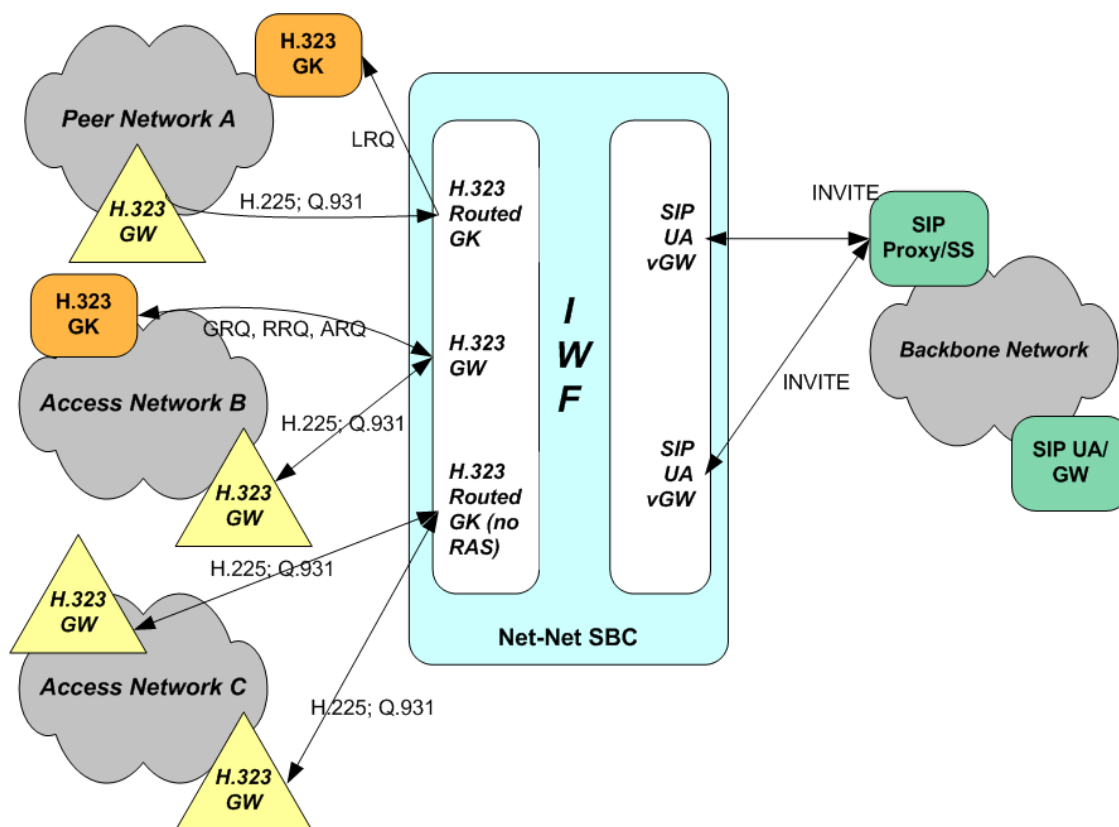 H.323
GK
Peer Network A
LRQ
H.323
GW
H.225; Q.931
H.323
Routed
GK
SIP
UA
vGW
INVITE
SIP
Proxy/SS
H.323
GK
GRQ, RRQ, ARQ
H.323
GW
I
W
F
Backbone Network
INVITE
Access Network B
H.225; Q.931
H.323
GW
H.323
Routed
GK (no
RAS)
SIP
UA
vGW
SIP UA/
GW
H.323
GW
H.225; Q.931
Net-Net SBC
Access Network C
H.225; Q.931
H.323
GW